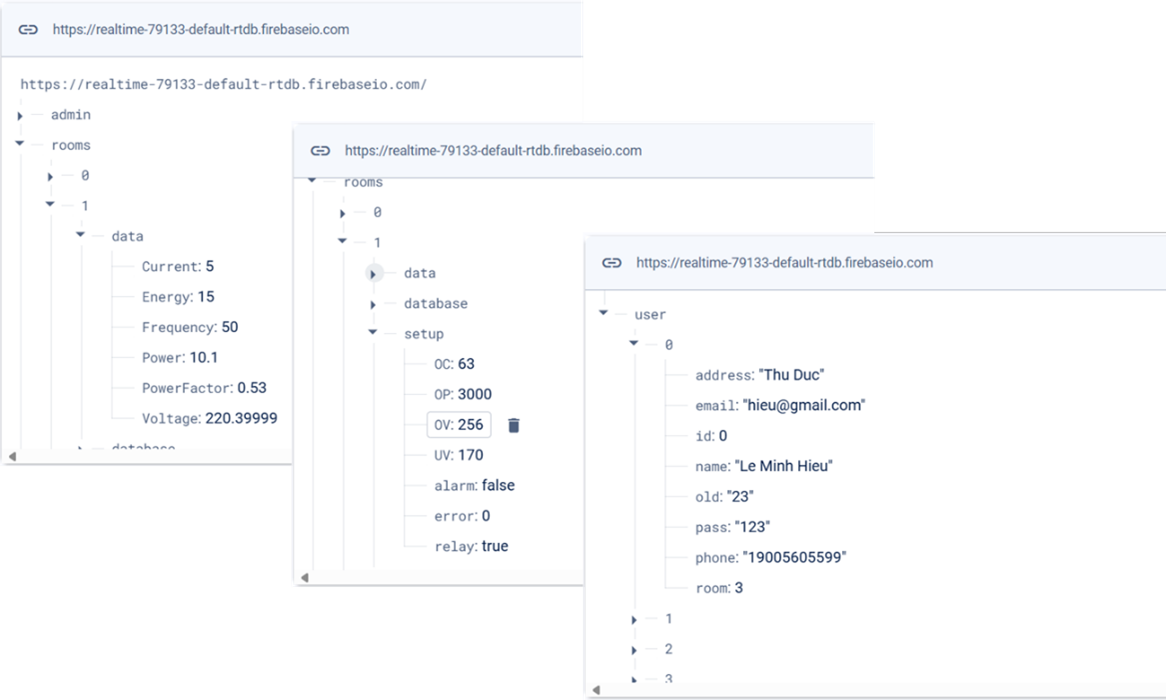 https://realtime-79133-default-rtdb.firebaseio.com
https://realtime-79133-default-rtdb.firebaseio.com/
admin
rooms
0
1
data
Current: 5
Energy: 15
Frequency: 50
Power: 10.1
PowerFactor: 0.53
Voltage: 220.39999
database
https://realtime-79133-default-rtdb.firebaseio.com
rooms
0
1
data
database
setup
OC: 63
OP: 3000
OV: 256
UV: 170
alarm: false
error: 0
relay: true
https://realtime-79133-default-rtdb.firebaseio.com
user
0
address: "Thu Duc"
email: "hieu@gmail.com"
id: 0
name: "Le Minh Hieu"
old: "23"
pass: "123"
phone: "19005605599"
room: 3
1
2
3